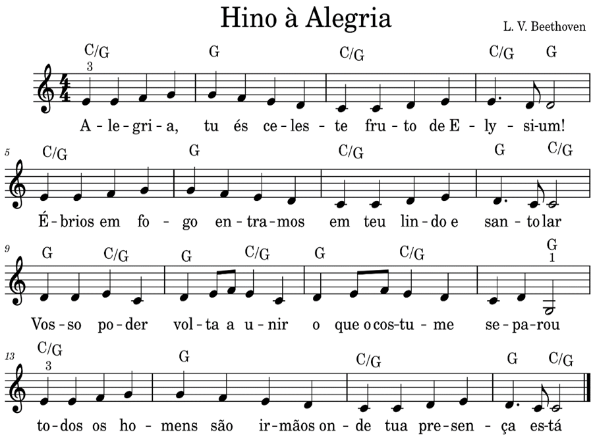 Hino à Alegria
L. V. Beethoven
C/G G C/G C/G G
3
4 4
A - le - gri - a, tu és ce - les - te fru - to de E - ly - si - um!
5
C/G G C/G G C/G
É - brios em fo - go en - tra - mos em teu lin - do e san - to lar
9
G C/G G C/G G C/G G
1
Vos - so po - der vol - ta a u - nir o que o cos - tu - me se - pa - rou
13
C/G G C/G G C/G
3
to - dos os ho - mens são ir - mãos on - de tua pre - sen - ça es - tá